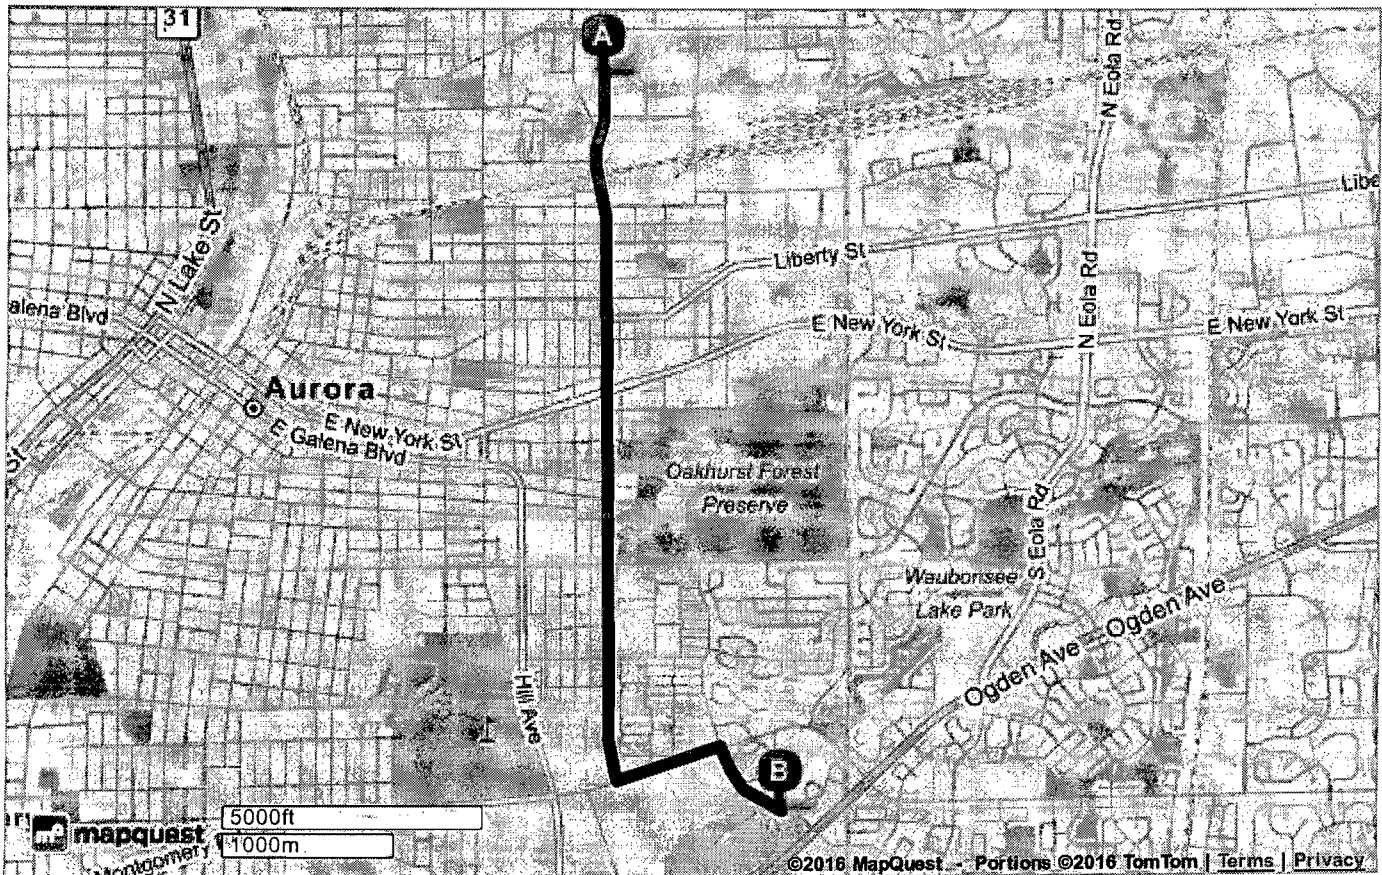 31
A
N Eola Rd
Libe
N Lake St
Liberty St
N Eola Rd
alena Blvd
E New York St
E New York St
Aurora
E New York St
E Galena Blvd
St
Oakhurst Forest
Preserve
S Eola Rd
Waubonsee
Lake Park
Ogden Ave
Ogden Ave
Hill Ave
B
5000ft
mapquest
1000m
Montgomery
©2016 MapQuest - Portions ©2016 TomTom | Terms | Privacy